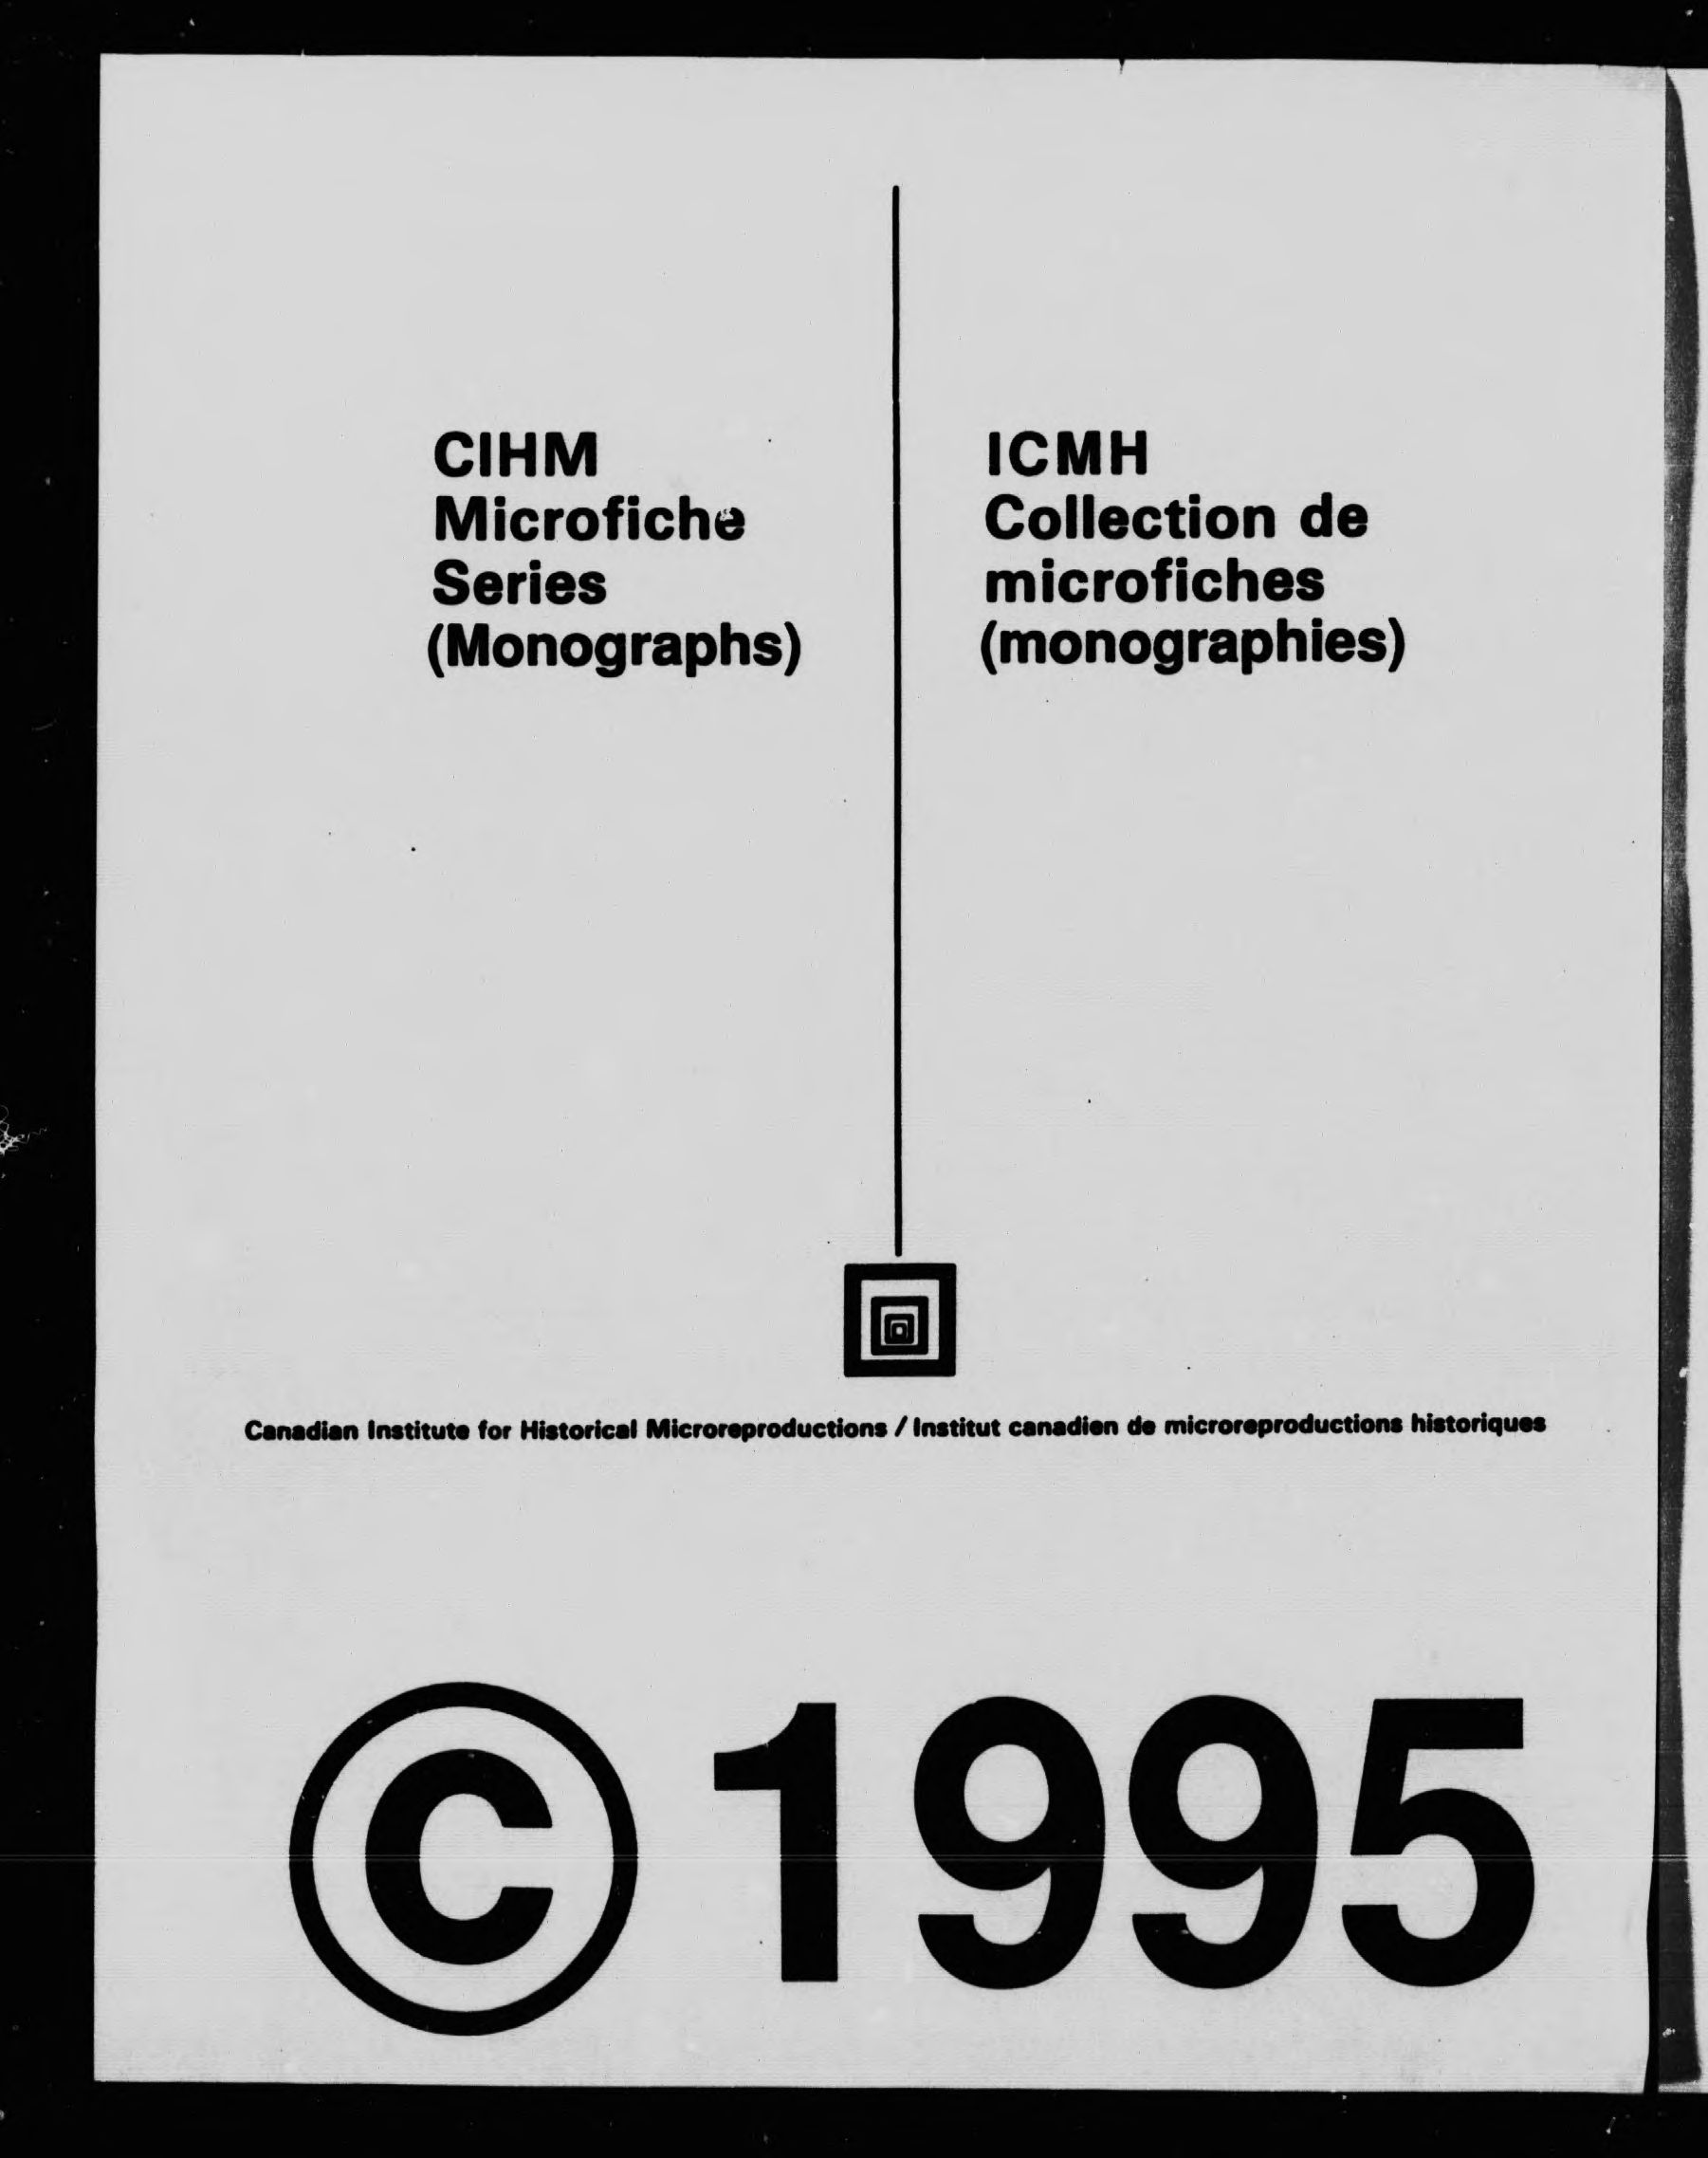 CIHM
Microfiche
Series
(Monographs)
ICMH
Collection de
microfiches
(monographies)
Canadian Institute for Historical Microreproductions / Institut canadien de microreproductions historiques
©1995